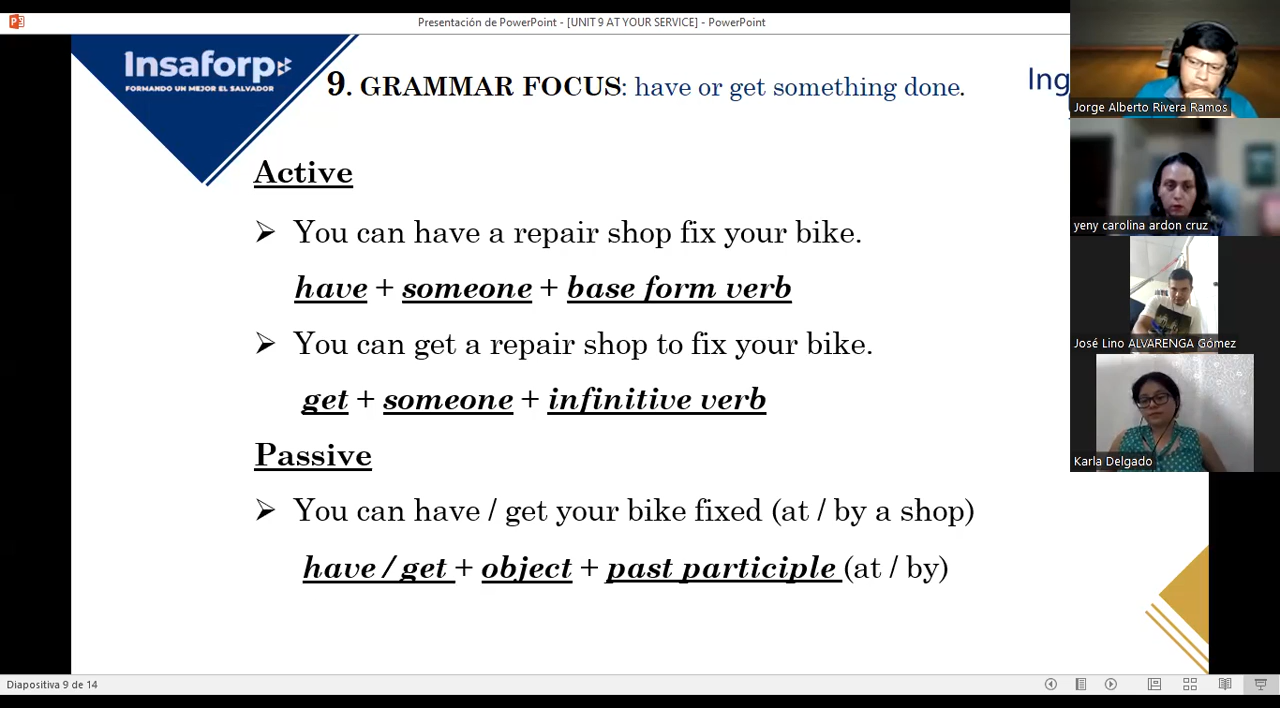 Presentación de PowerPoint - [UNIT 9 AT YOUR SERVICE] - PowerPoint
Insaforp
FORMANDO UN MEJOR EL SALVADOR
9. GRAMMAR FOCUS: have or get something done.
Ing
Active
➢ You can have a repair shop fix your bike.
have + someone + base form verb
➢ You can get a repair shop to fix your bike.
get + someone + infinitive verb
Passive
➢ You can have / get your bike fixed (at / by a shop)
have / get + object + past participle (at / by)
Jorge Alberto Rivera Ramos
yeny carolina ardon cruz
José Lino ALVARENGA Gómez
Karla Delgado
Diapositiva 9 de 14